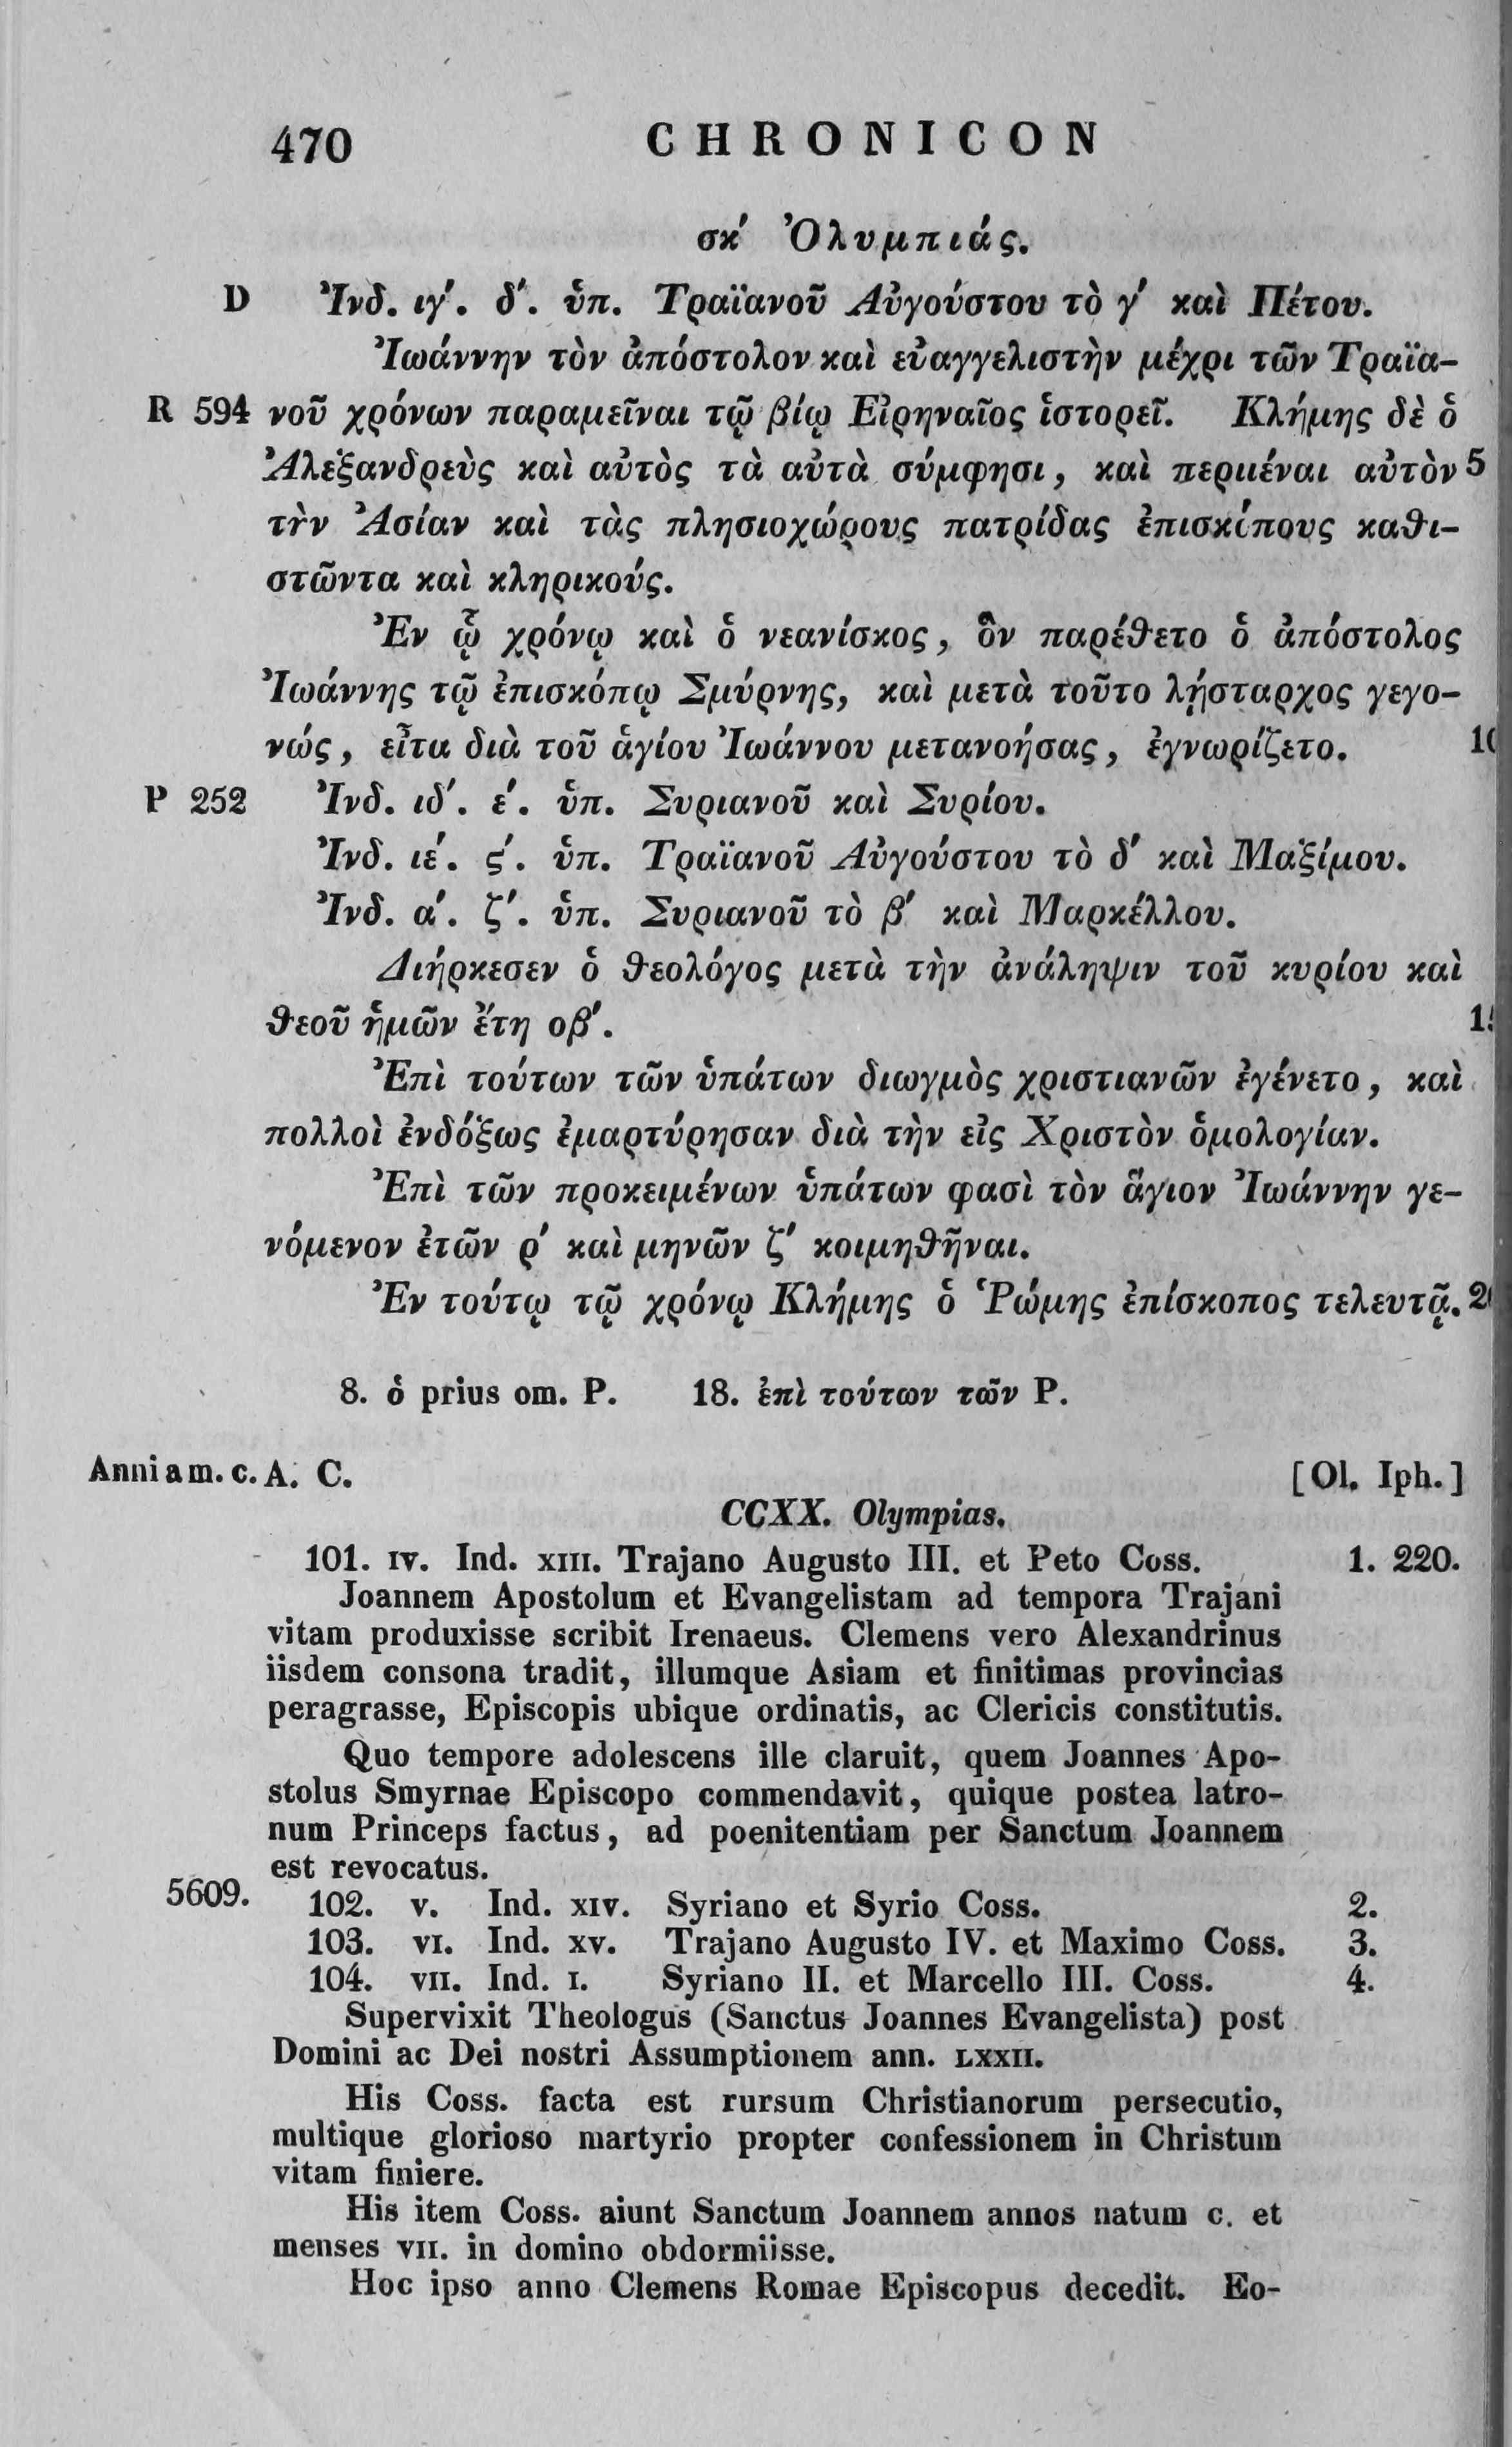 470 CHRONICON
σκ′ Ὀλυμπιάς.
D Ἰνδ. ιγ′. δ′. ὑπ. Τραϊανοῦ Αὐγούστου τὸ γ′ καὶ Πέτου.
Ἰωάννην τὸν ἀπόστολον καὶ εὐαγγελιστὴν μέχρι τῶν Τραϊα-
R 594 νοῦ χρόνων παραμεῖναι τῷ βίῳ Εἰρηναῖος ἱστορεῖ. Κλήμης δὲ ὁ
Ἀλεξανδρεὺς καὶ αὐτὸς τὰ αὐτὰ σύμφησι, καὶ περιιέναι αὐτὸν 5
τὴν Ἀσίαν καὶ τὰς πλησιοχώρους πατρίδας ἐπισκόπους καθι-
στῶντα καὶ κληρικούς.
Ἐν ᾧ χρόνῳ καὶ ὁ νεανίσκος, ὃν παρέθετο ὁ ἀπόστολος
Ἰωάννης τῷ ἐπισκόπῳ Σμύρνης, καὶ μετὰ τοῦτο λῄσταρχος γεγο-
νώς, εἶτα διὰ τοῦ ἁγίου Ἰωάννου μετανοήσας, ἐγνωρίζετο. 10
P 252 Ἰνδ. ιδ′. ε′. ὑπ. Συριανοῦ καὶ Συρίου.
Ἰνδ. ιε′. ϛ′. ὑπ. Τραϊανοῦ Αὐγούστου τὸ δ′ καὶ Μαξίμου.
Ἰνδ. α′. ζ′. ὑπ. Συριανοῦ τὸ β′ καὶ Μαρκέλλου.
Διήρκεσεν ὁ θεολόγος μετὰ τὴν ἀνάληψιν τοῦ κυρίου καὶ
θεοῦ ἡμῶν ἔτη οβ′. 15
Ἐπὶ τούτων τῶν ὑπάτων διωγμὸς χριστιανῶν ἐγένετο, καὶ
πολλοὶ ἐνδόξως ἐμαρτύρησαν διὰ τὴν εἰς Χριστὸν ὁμολογίαν.
Ἐπὶ τῶν προκειμένων ὑπάτων φασὶ τὸν ἅγιον Ἰωάννην γε-
νόμενον ἐτῶν ρ′ καὶ μηνῶν ζ′ κοιμηθῆναι.
Ἐν τούτῳ τῷ χρόνῳ Κλήμης ὁ Ῥώμης ἐπίσκοπος τελευτᾷ. 20
8. ὁ prius om. P. 18. ἐπὶ τούτων τῶν P.
Anni a m. c. A. C. [Ol. Iph.]
CCXX. Olympias.
101. IV. Ind. XIII. Trajano Augusto III. et Peto Coss. 1. 220.
Joannem Apostolum et Evangelistam ad tempora Trajani
vitam produxisse scribit Irenaeus. Clemens vero Alexandrinus
iisdem consona tradit, illumque Asiam et finitimas provincias
peragrasse, Episcopis ubique ordinatis, ac Clericis constitutis.
Quo tempore adolescens ille claruit, quem Joannes Apo-
stolus Smyrnae Episcopo commendavit, quique postea latro-
num Princeps factus, ad poenitentiam per Sanctum Joannem
est revocatus.
5609. 102. V. Ind. XIV. Syriano et Syrio Coss. 2.
103. VI. Ind. XV. Trajano Augusto IV. et Maximo Coss. 3.
104. VII. Ind. I. Syriano II. et Marcello III. Coss. 4.
Supervixit Theologus (Sanctus Joannes Evangelista) post
Domini ac Dei nostri Assumptionem ann. LXXII.
His Coss. facta est rursum Christianorum persecutio,
multique glorioso martyrio propter confessionem in Christum
vitam finiere.
His item Coss. aiunt Sanctum Joannem annos natum C. et
menses VII. in domino obdormiisse.
Hoc ipso anno Clemens Romae Episcopus decedit. Eo-